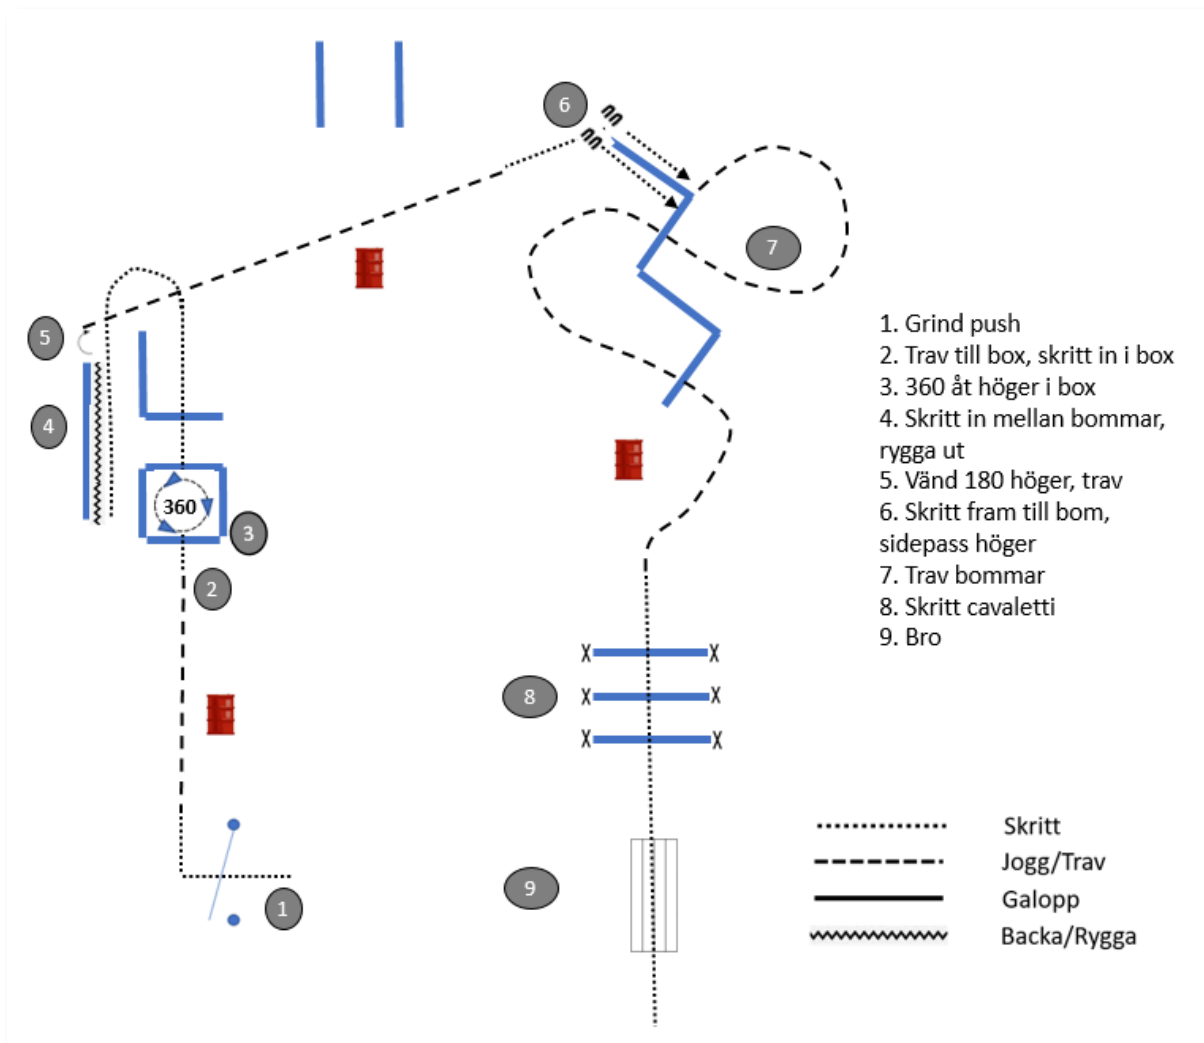 6
7
5
4
360
3
2
8
9
1
X X
X X
X X
1. Grind push
2. Trav till box, skritt in i box
3. 360 åt höger i box
4. Skritt in mellan bommar,
rygga ut
5. Vänd 180 höger, trav
6. Skritt fram till bom,
sidepass höger
7. Trav bommar
8. Skritt cavaletti
9. Bro
Skritt
Jogg/Trav
Galopp
Backa/Rygga